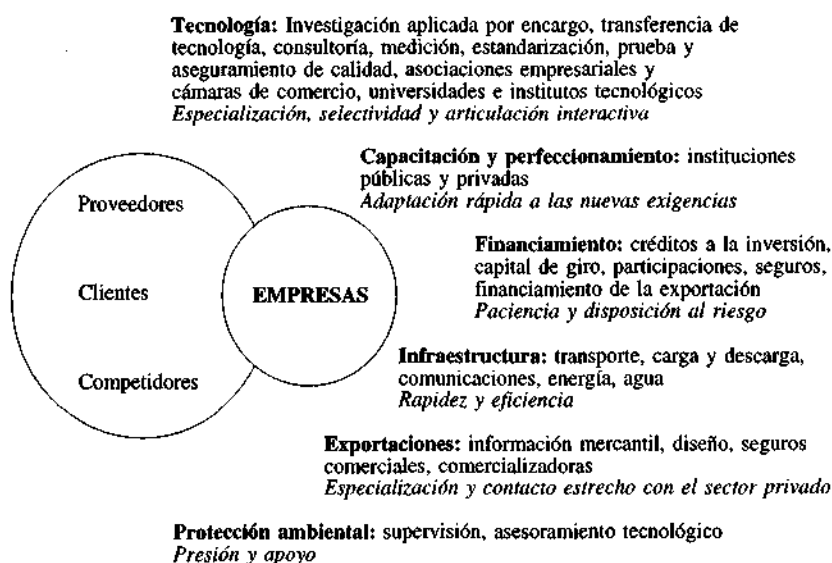 Tecnología: Investigación aplicada por encargo, transferencia de
tecnología, consultoría, medición, estandarización, prueba y
aseguramiento de calidad, asociaciones empresariales y
cámaras de comercio, universidades e institutos tecnológicos
Especialización, selectividad y articulación interactiva
Capacitación y perfeccionamiento: instituciones
públicas y privadas
Adaptación rápida a las nuevas exigencias
Proveedores
Clientes
Competidores
EMPRESAS
Financiamiento: créditos a la inversión,
capital de giro, participaciones, seguros,
financiamiento de la exportación
Paciencia y disposición al riesgo
Infraestructura: transporte, carga y descarga,
comunicaciones, energía, agua
Rapidez y eficiencia
Exportaciones: información mercantil, diseño, seguros
comerciales, comercializadoras
Especialización y contacto estrecho con el sector privado
Protección ambiental: supervisión, asesoramiento tecnológico
Presión y apoyo